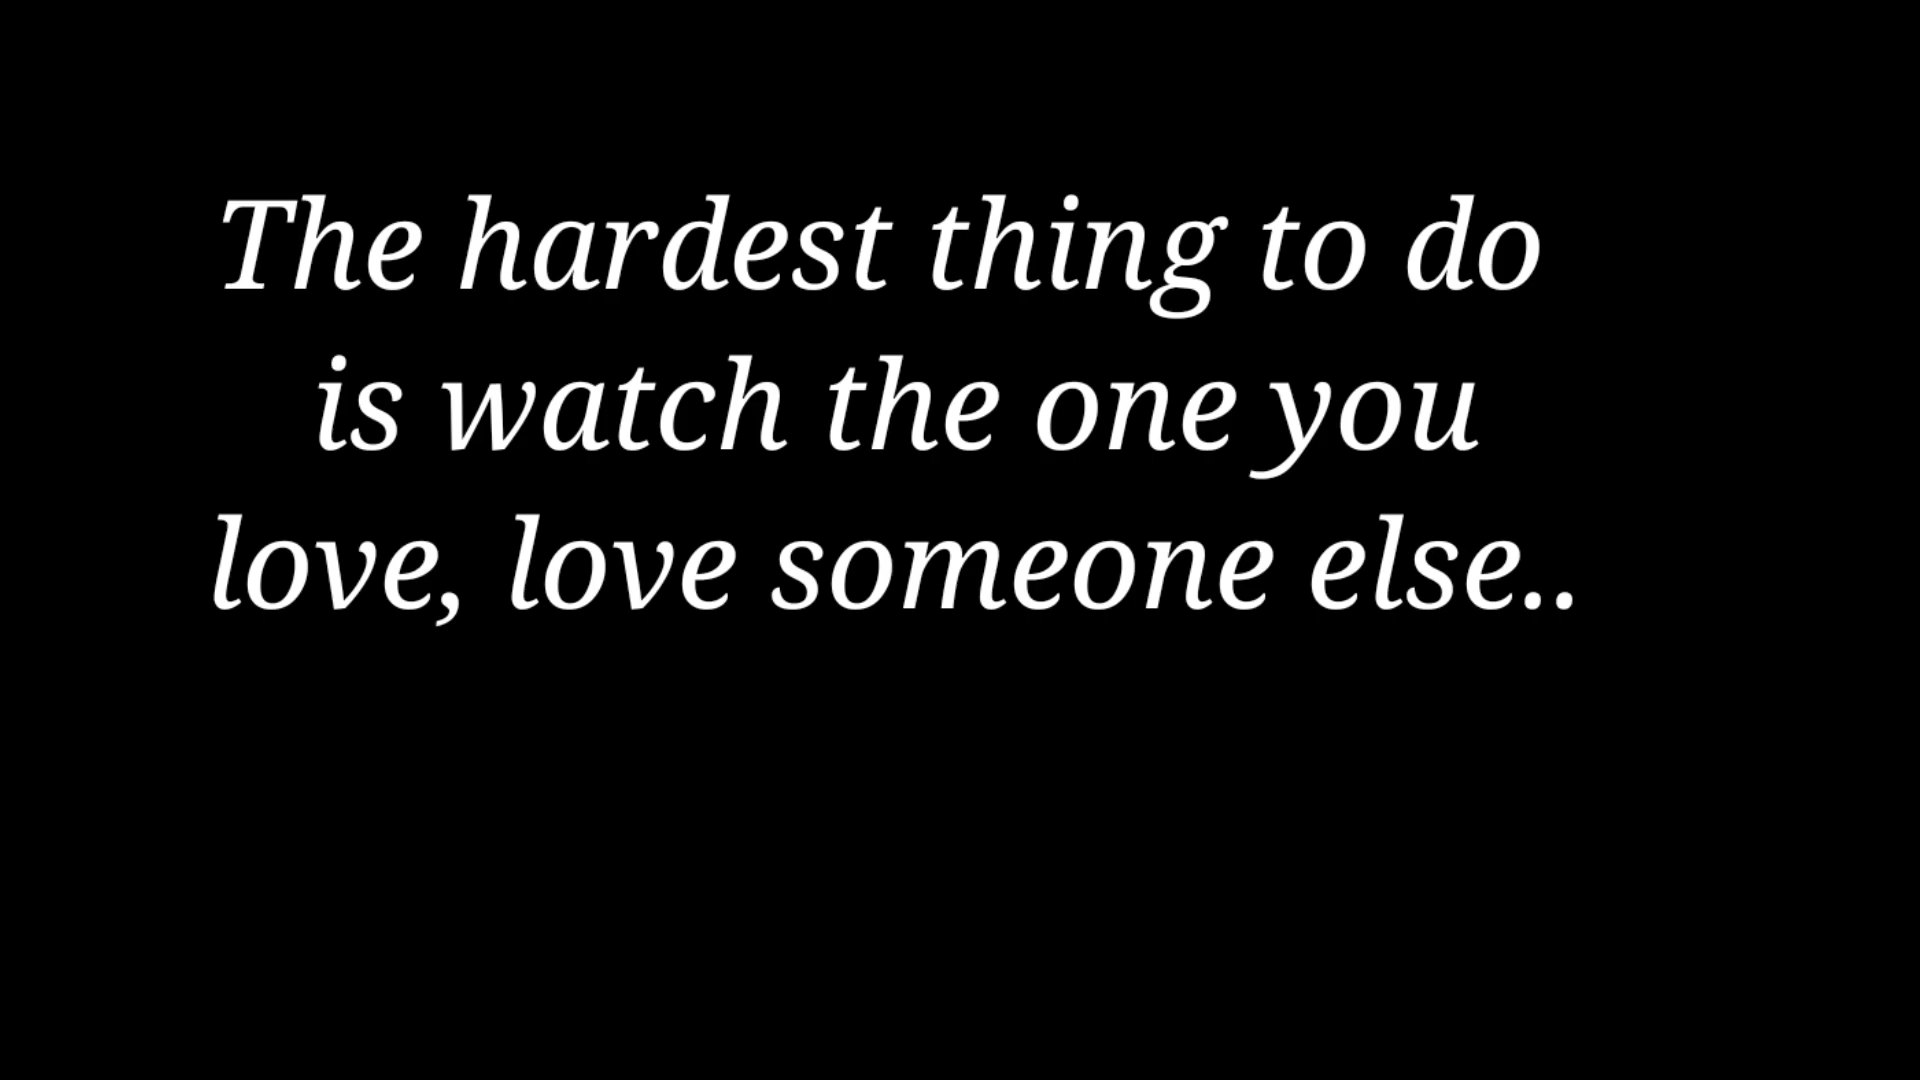 The hardest thing to do
is watch the one you
love, love someone else..